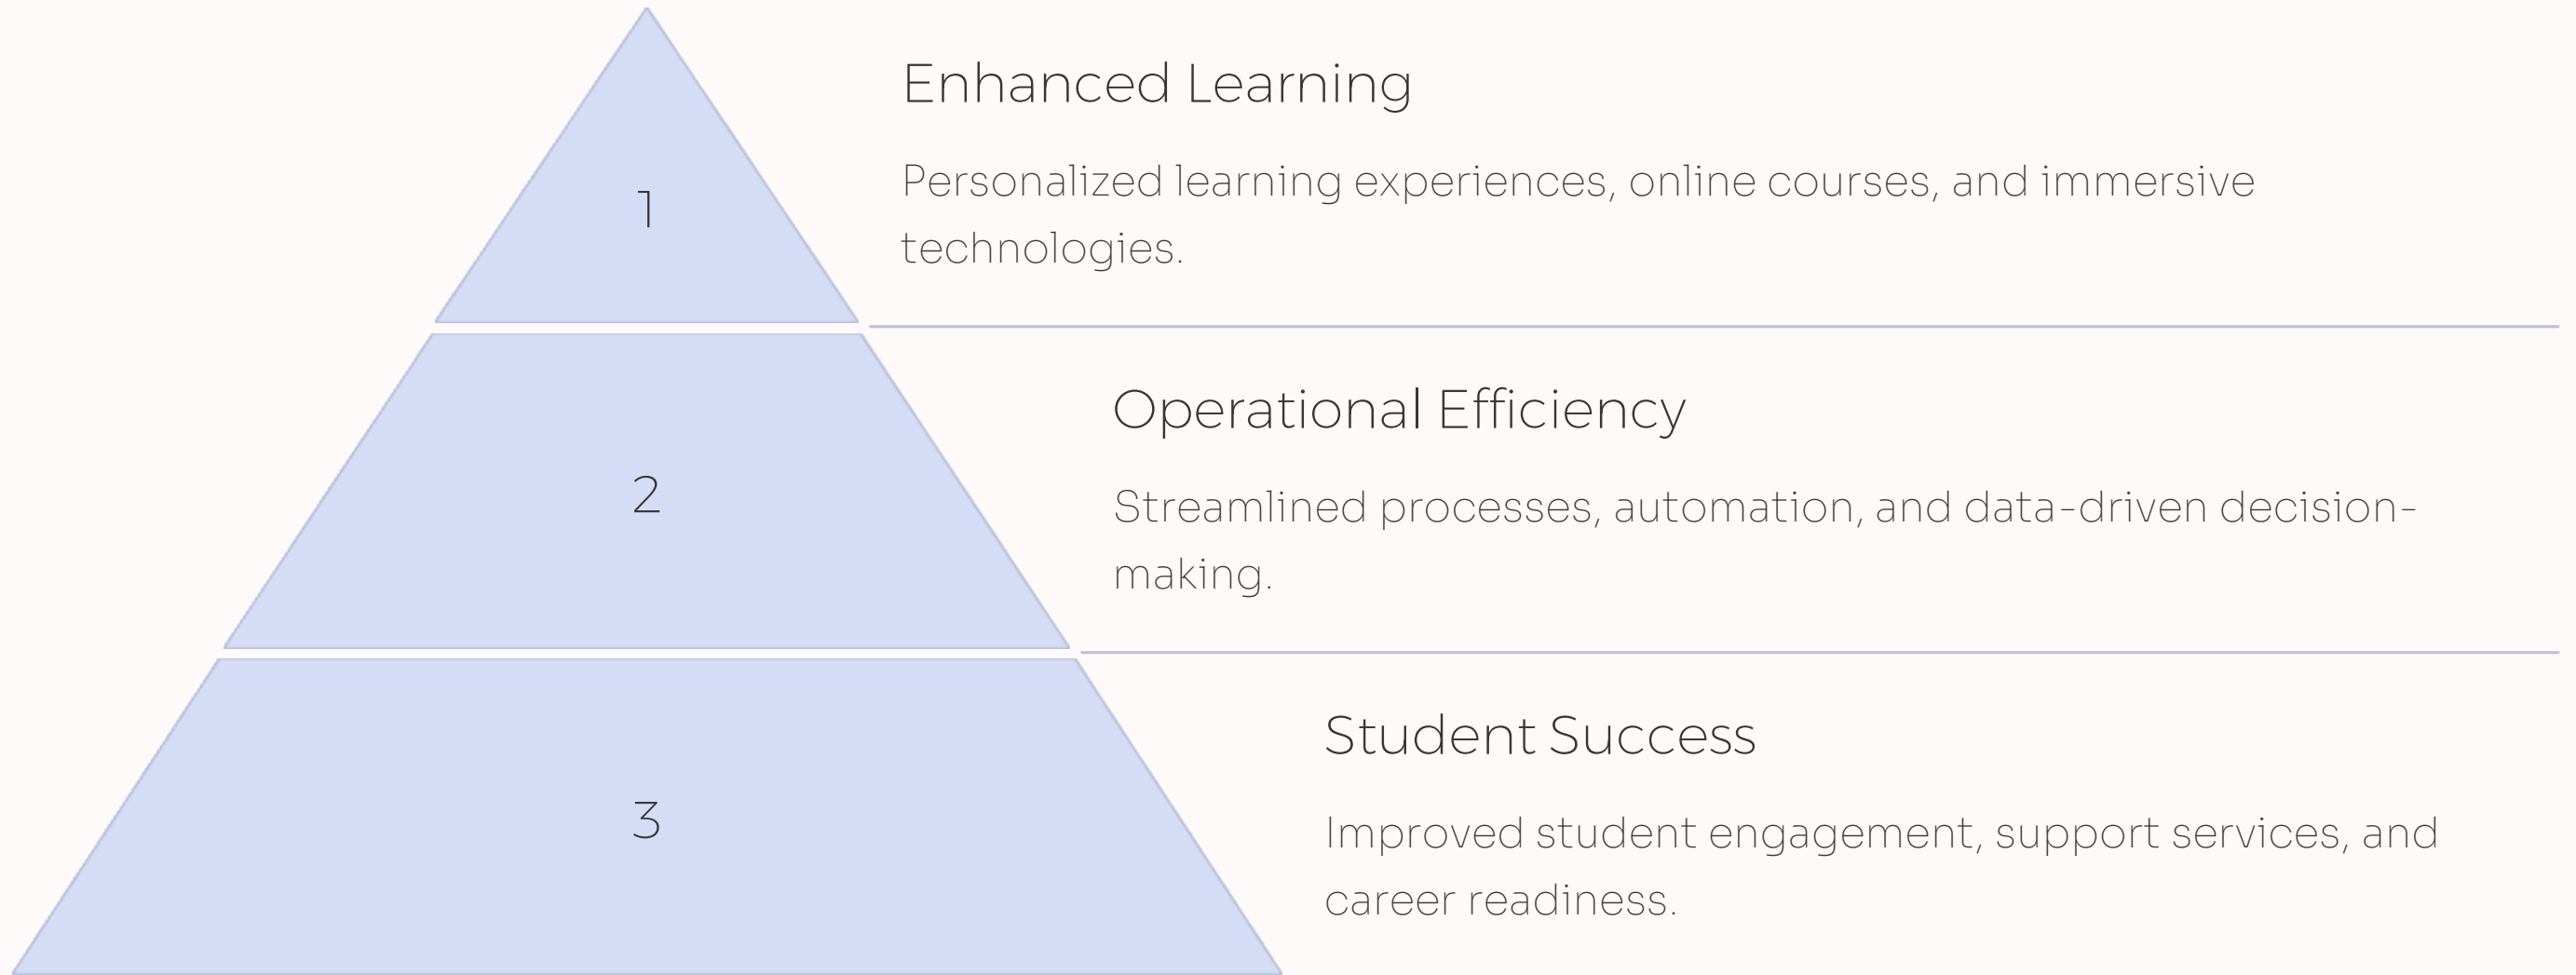 1
Enhanced Learning
Personalized learning experiences, online courses, and immersive
technologies.
2
Operational Efficiency
Streamlined processes, automation, and data-driven decision-
making.
3
Student Success
Improved student engagement, support services, and
career readiness.